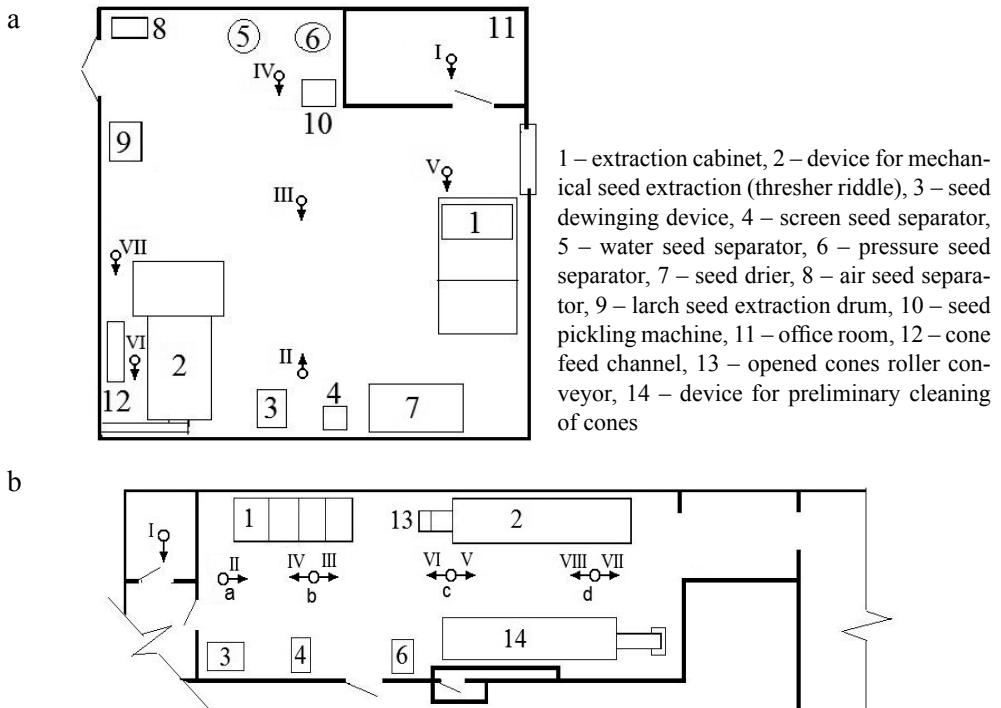 a
8
5
6
11
I
IV
10
9
V
III
1
VII
VI
2
II
12
3
4
7
1 – extraction cabinet, 2 – device for mechan-
ical seed extraction (thresher riddle), 3 – seed
dewinging device, 4 – screen seed separator,
5 – water seed separator, 6 – pressure seed
separator, 7 – seed drier, 8 – air seed separa-
tor, 9 – larch seed extraction drum, 10 – seed
pickling machine, 11 – office room, 12 – cone
feed channel, 13 – opened cones roller con-
veyor, 14 – device for preliminary cleaning
of cones
b
1
13
2
I
II
IV
III
VI
V
VIII
VII
a
b
c
d
3
4
6
14